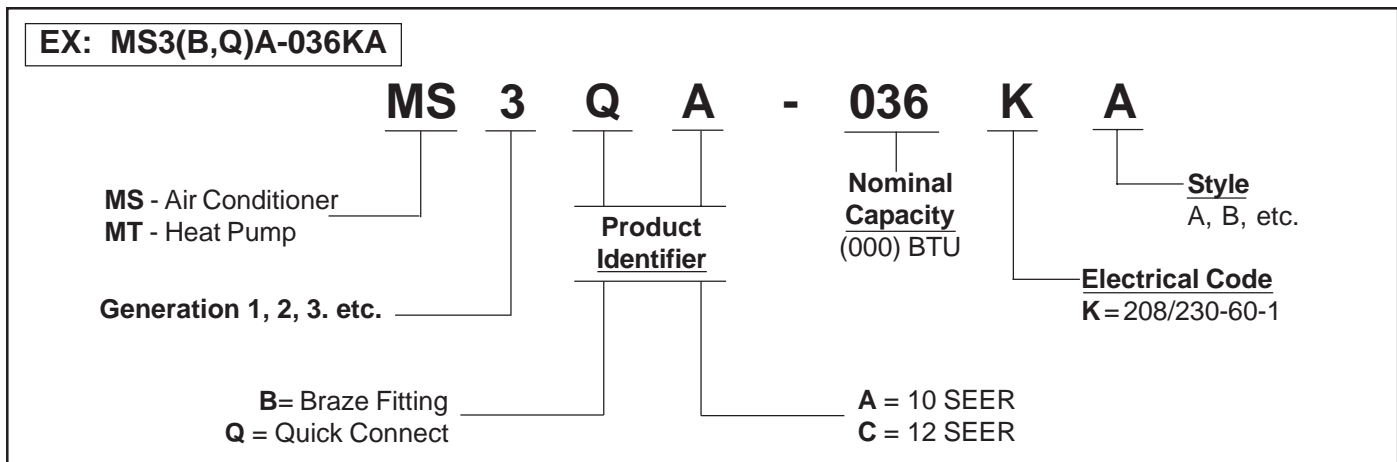 EX: MS3(B,Q)A-036KA
MS 3 Q A - 036 K A
MS - Air Conditioner
MT - Heat Pump
Generation 1, 2, 3. etc.
Product
Identifier
B= Braze Fitting
Q = Quick Connect
A = 10 SEER
C = 12 SEER
Nominal
Capacity
(000) BTU
Style
A, B, etc.
Electrical Code
K=208/230-60-1